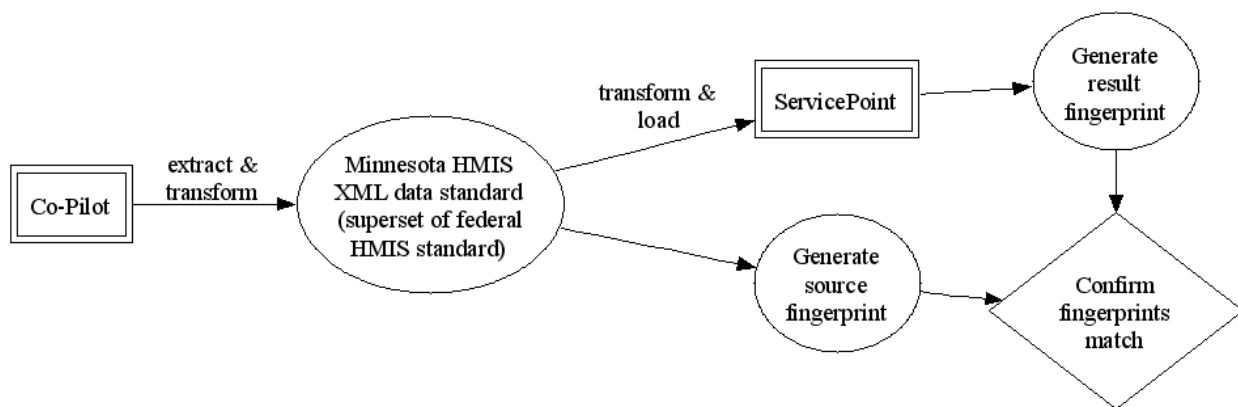 Co-Pilot
extract &
transform
Minnesota HMIS
XML data standard
(superset of federal
HMIS standard)
transform &
load
ServicePoint
Generate
result
fingerprint
Generate
source
fingerprint
Confirm
fingerprints
match